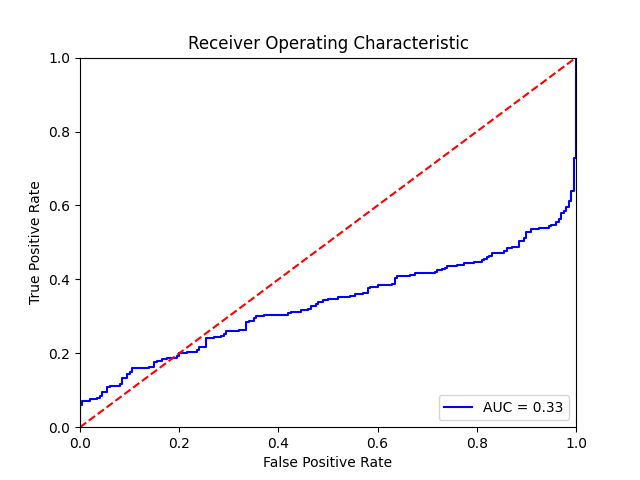 Receiver Operating Characteristic
True Positive Rate
1.0
0.8
0.6
0.4
0.2
0.0
AUC = 0.33
0.0 0.2 0.4 0.6 0.8 1.0
False Positive Rate